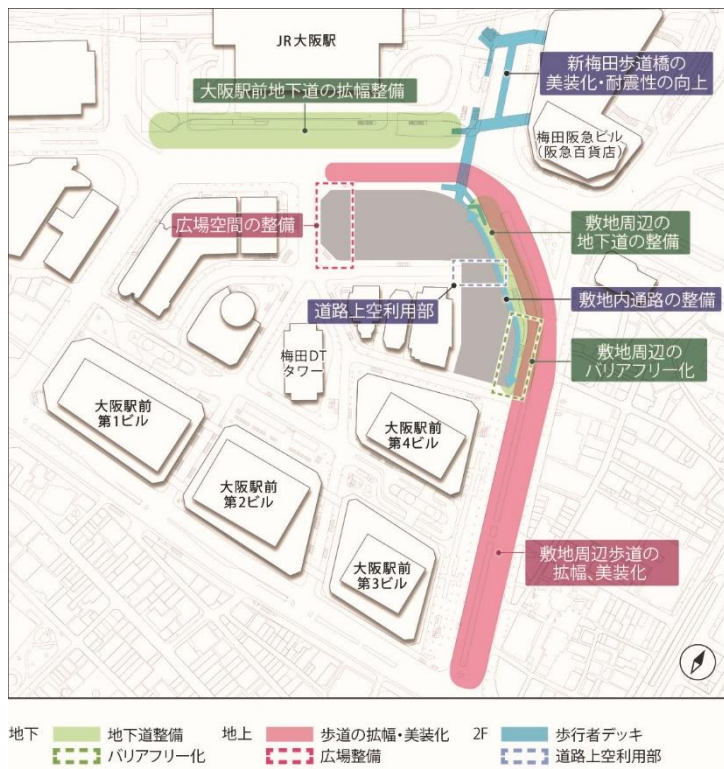 JR大阪駅
新梅田歩道橋の
美装化・耐震性の向上
大阪駅前地下道の拡幅整備
梅田阪急ビル
(阪急百貨店)
広場空間の整備
敷地周辺の
地下道の整備
道路上空利用部
敷地内通路の整備
梅田DT
タワー
敷地周辺の
バリアフリー化
大阪駅前
第1ビル
大阪駅前
第4ビル
大阪駅前
第2ビル
大阪駅前
第3ビル
敷地周辺歩道の
拡幅、美装化
地下 地下道整備 地上 歩道の拡幅・美装化 2F 歩行者デッキ
バリアフリー化 広場整備 道路上空利用部